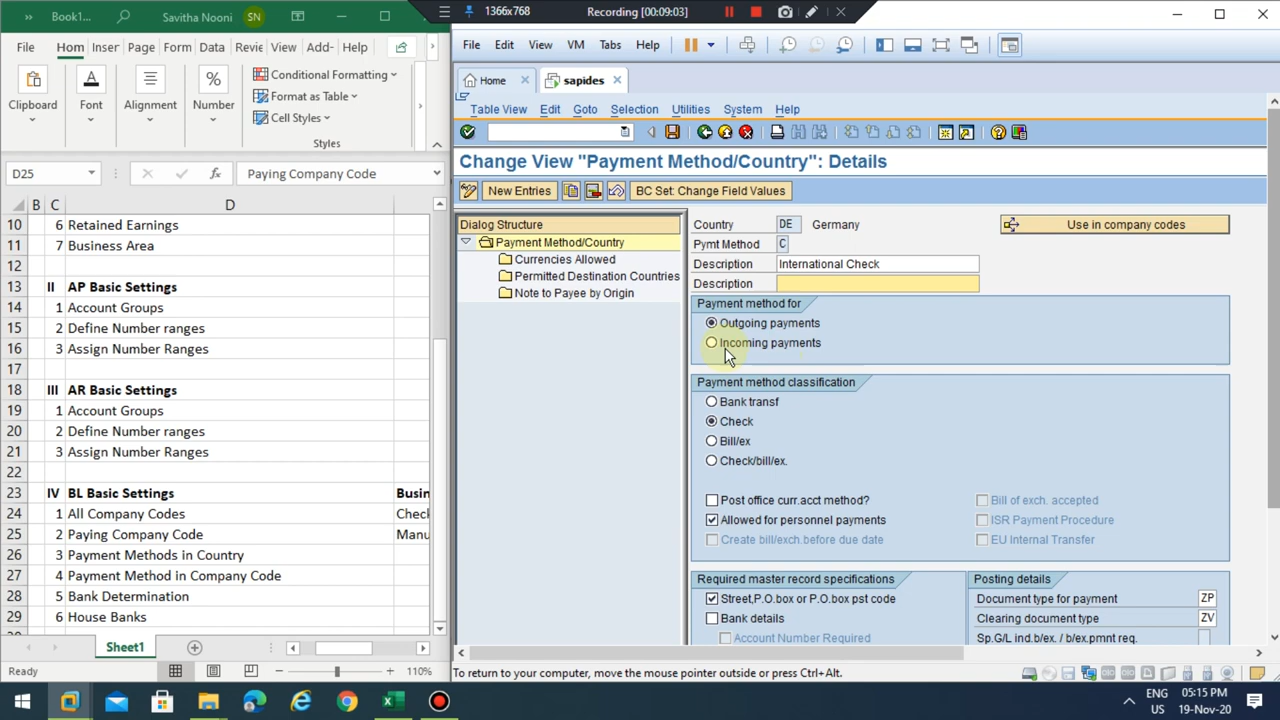 Book1...
Savitha Nooni
SN
File Hom Inser Page Form Data Revie View Add- Help
Clipboard
Font
Alignment
Number
Conditional Formatting
Format as Table
Cell Styles
Styles
D25
fx
Paying Company Code
B C D
10 6 Retained Earnings
11 7 Business Area
12
13 II AP Basic Settings
14 1 Account Groups
15 2 Define Number ranges
16 3 Assign Number Ranges
17
18 III AR Basic Settings
19 1 Account Groups
20 2 Define Number ranges
21 3 Assign Number Ranges
22
23 IV BL Basic Settings Busin
24 1 All Company Codes Check
25 2 Paying Company Code Manu
26 3 Payment Methods in Country
27 4 Payment Method in Company Code
28 5 Bank Determination
29 6 House Banks
Sheet1
Ready
110%
1366x768
Recording [00:09:03]
File Edit View VM Tabs Help
Home
sapides
Table View Edit Goto Selection Utilities System Help
Change View "Payment Method/Country": Details
New Entries
BC Set: Change Field Values
Dialog Structure
Payment Method/Country
Currencies Allowed
Permitted Destination Countries
Note to Payee by Origin
Country DE Germany
Use in company codes
Pymt Method C
Description International Check
Description
Payment method for
Outgoing payments
Incoming payments
Payment method classification
Bank transf
Check
Bill/ex
Check/bill/ex.
Post office curr.acct method?
Bill of exch. accepted
Allowed for personnel payments
ISR Payment Procedure
Create bill/exch.before due date
EU Internal Transfer
Required master record specifications
Street,P.O.box or P.O.box pst code
Bank details
Account Number Required
Posting details
Document type for payment ZP
Clearing document type ZV
Sp.G/L ind.b/ex. / b/ex.pmnt req.
To return to your computer, move the mouse pointer outside or press Ctrl+Alt.
ENG
US
05:15 PM
19-Nov-20